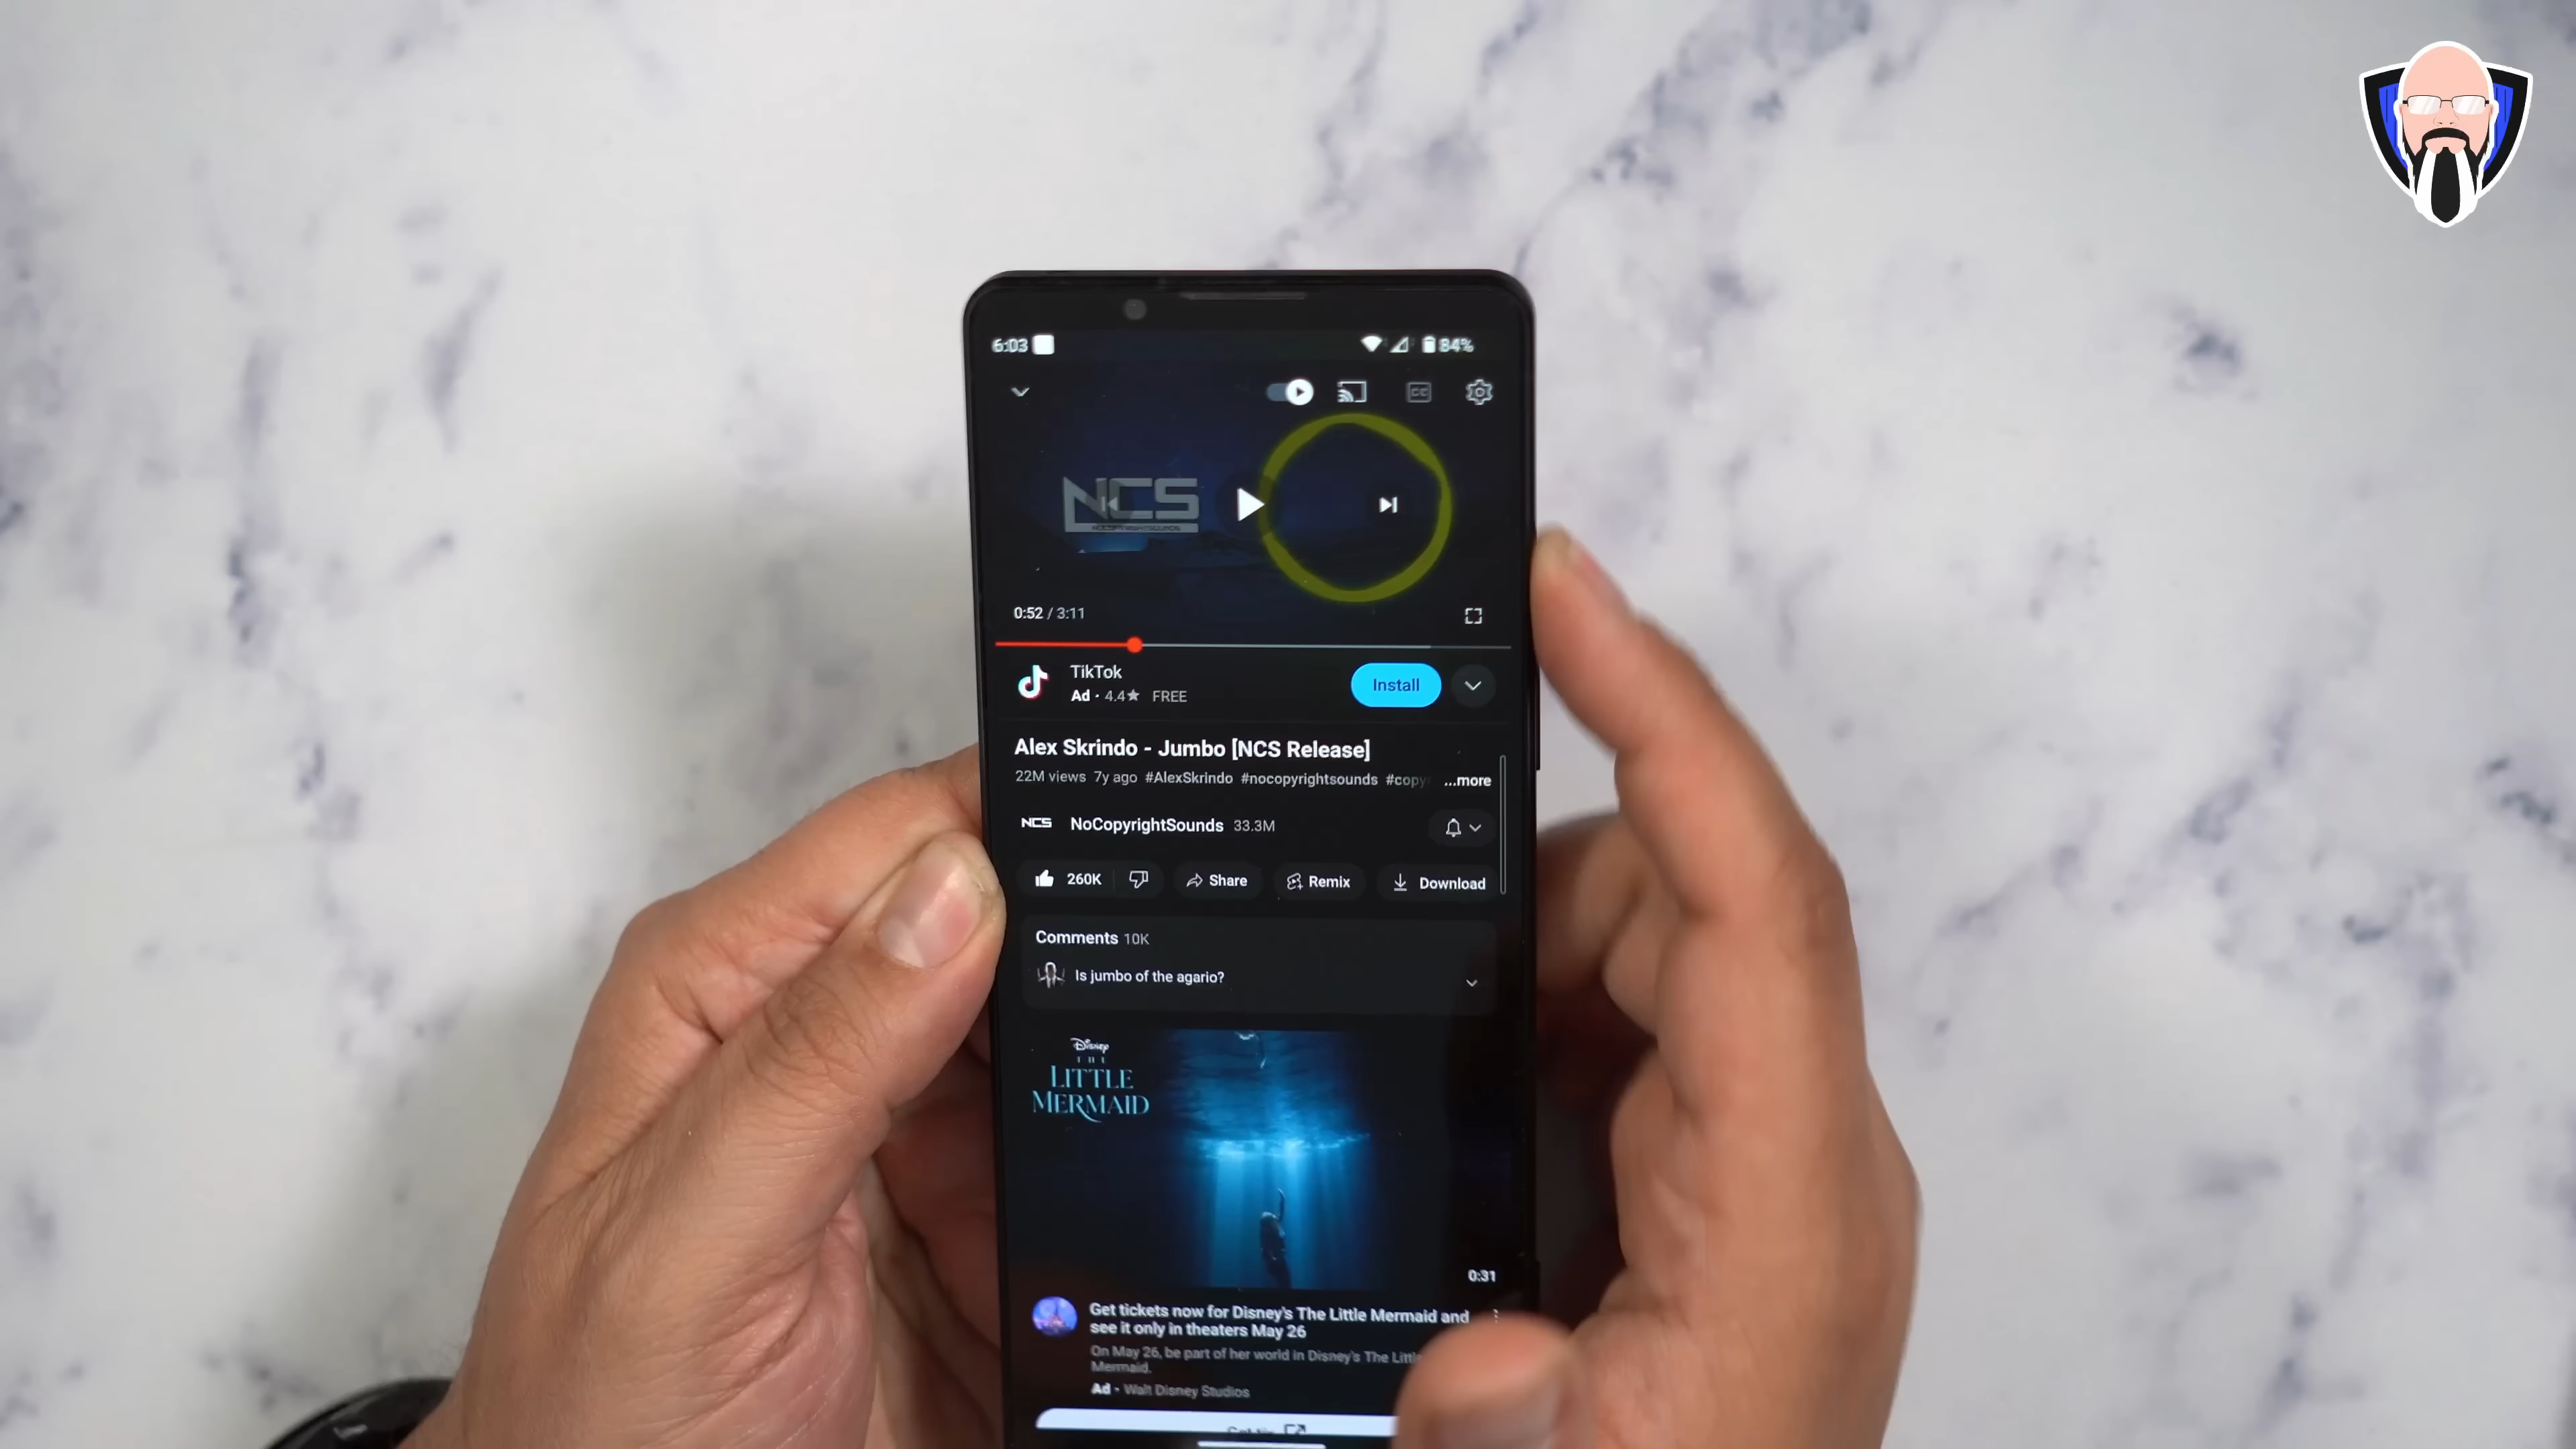 6:03
84%
CC
NCS
NOCOPYRIGHTSOUNDS
0:52 / 3:11
TikTok
Ad · 4.4★ FREE
Install
Alex Skrindo - Jumbo [NCS Release]
22M views 7y ago #AlexSkrindo #nocopyrightsounds #copy ...more
NCS NoCopyrightSounds 33.3M
260K Share Remix Download
Comments 10K
Is jumbo of the agario?
Disney
THE
LITTLE
MERMAID
0:31
Get tickets now for Disney's The Little Mermaid and
see it only in theaters May 26
On May 26, be part of her world in Disney's The
Mermaid.
Ad · Walt Disney Studios